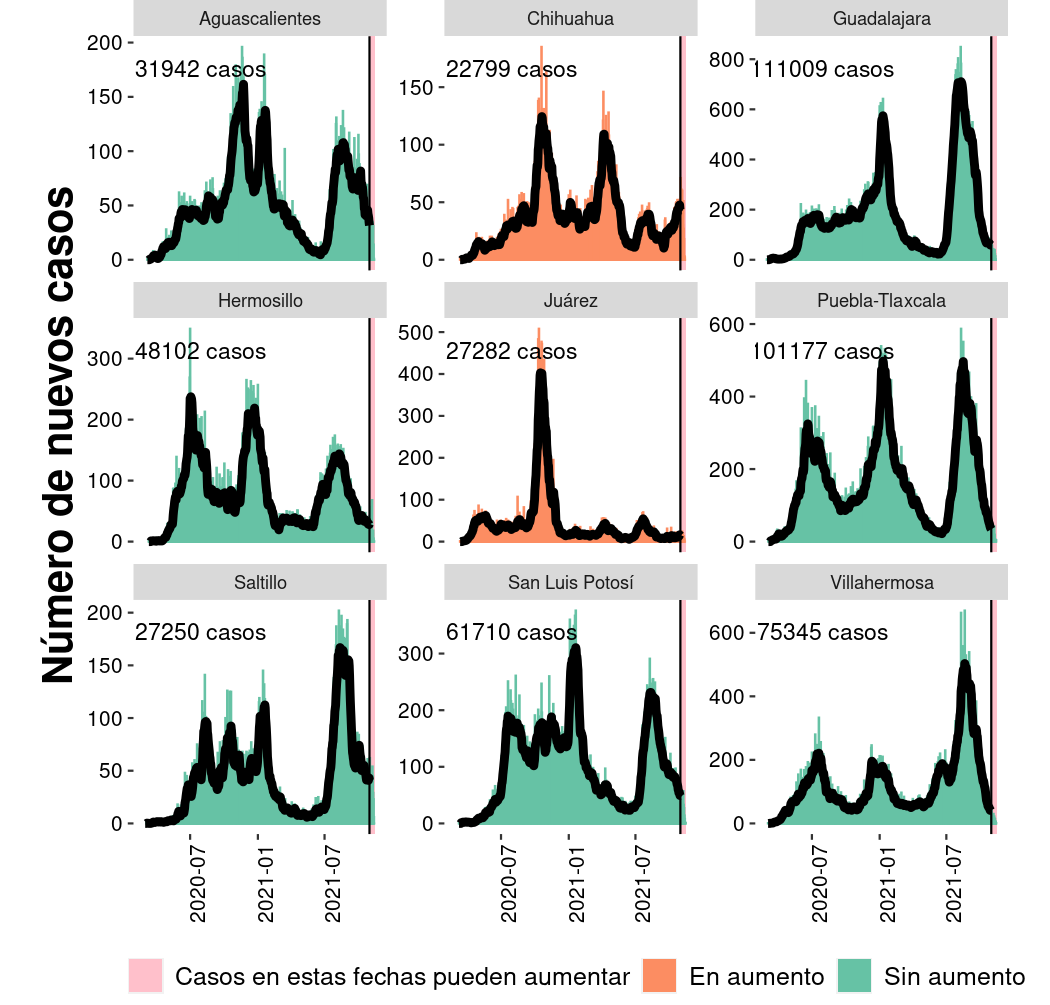 Número de nuevos casos
Aguascalientes
31942 casos
200
150
100
50
0
Chihuahua
22799 casos
150
100
50
0
Guadalajara
111009 casos
800
600
400
200
0
Hermosillo
48102 casos
300
200
100
0
Juárez
27282 casos
500
400
300
200
100
0
Puebla-Tlaxcala
101177 casos
600
400
200
0
Saltillo
27250 casos
200
150
100
50
0
San Luis Potosí
61710 casos
300
200
100
0
Villahermosa
75345 casos
600
400
200
0
2020-07
2021-01
2021-07
2020-07
2021-01
2021-07
2020-07
2021-01
2021-07
Casos en estas fechas pueden aumentar
En aumento
Sin aumento